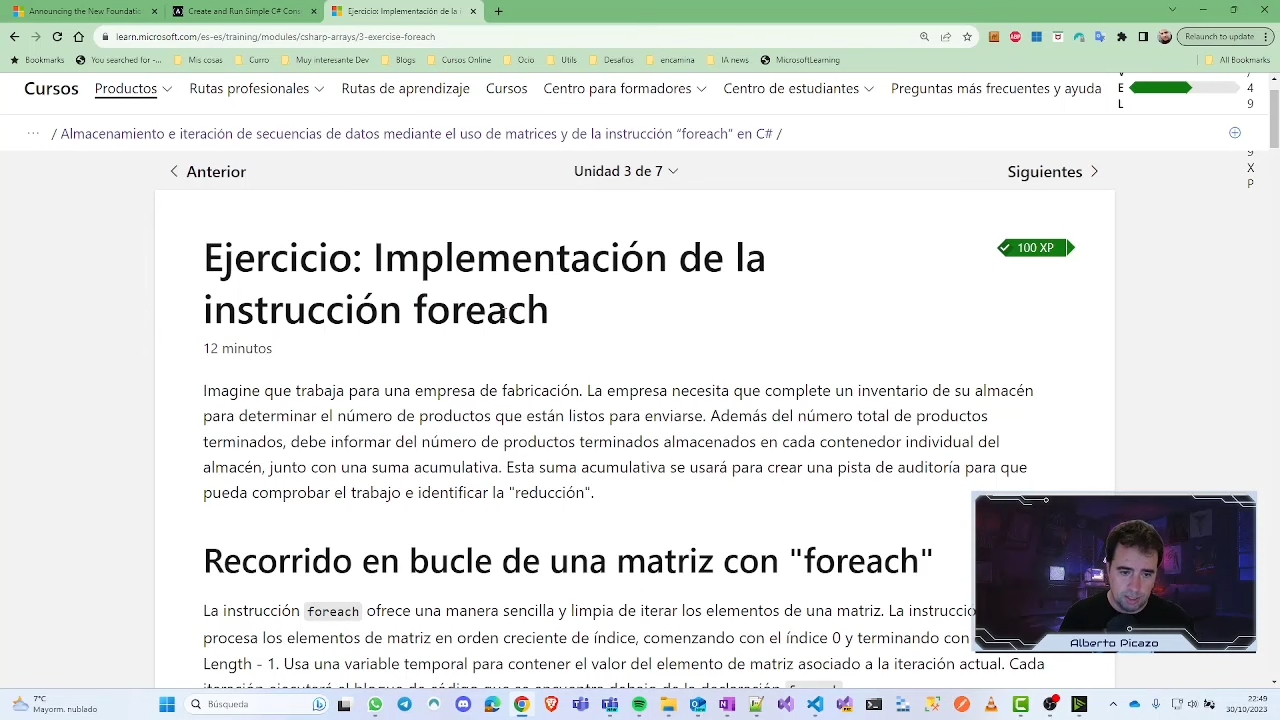 Announcing the New Foundatio
Create and Run Simple C# Cons
Ejercicio: Implementación de la i
learn.microsoft.com/es-es/training/modules/csharp-arrays/3-exercise-foreach
Relaunch to update
Bookmarks
You searched for -...
Mis cosas
Curro
Muy interesante Dev
Blogs
Cursos Online
Ocio
Utils
Desafios
encamina
IA news
MicrosoftLearning
All Bookmarks
Cursos Productos Rutas profesionales Rutas de aprendizaje Cursos Centro para formadores Centro de estudiantes Preguntas más frecuentes y ayuda
E
L
4
9
X
P
··· / Almacenamiento e iteración de secuencias de datos mediante el uso de matrices y de la instrucción "foreach" en C# /
Anterior
Unidad 3 de 7
Siguientes
Ejercicio: Implementación de la
instrucción foreach
100 XP
12 minutos
Imagine que trabaja para una empresa de fabricación. La empresa necesita que complete un inventario de su almacén
para determinar el número de productos que están listos para enviarse. Además del número total de productos
terminados, debe informar del número de productos terminados almacenados en cada contenedor individual del
almacén, junto con una suma acumulativa. Esta suma acumulativa se usará para crear una pista de auditoría para que
pueda comprobar el trabajo e identificar la "reducción".
Recorrido en bucle de una matriz con "foreach"
La instrucción foreach ofrece una manera sencilla y limpia de iterar los elementos de una matriz. La instrucció
procesa los elementos de matriz en orden creciente de índice, comenzando con el índice 0 y terminando con
Length - 1. Usa una variable temporal para contener el valor del elemento de matriz asociado a la iteración actual. Cada
Alberto Picazo
7°C
Mayorm. nublado
Búsqueda
22:49
30/10/2023